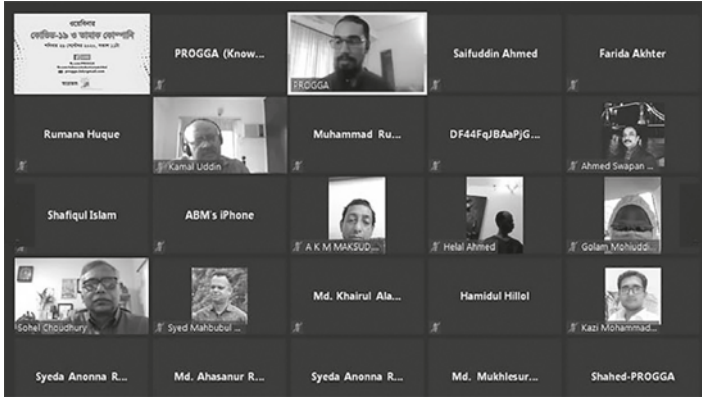 ওয়েবিনার
কোভিড-১৯ ও তামাক কোম্পানি
PROGGA (Know...
PROGGA
Saifuddin Ahmed
Farida Akhter
Rumana Huque
Kamal Uddin
Muhammad Ru...
DF44FqJBAaPjG...
Ahmed Swapan ...
Shafiqul Islam
ABM's iPhone
A K M MAKSUD...
Helal Ahmed
Golam Mohiuddi...
Sohel Choudhury
Syed Mahbubul ...
Md. Khairul Ala...
Hamidul Hillol
Kazi Mohammad...
Syeda Anonna R...
Md. Ahasanur R...
Syeda Anonna R...
Md. Mukhlesur...
Shahed-PROGGA